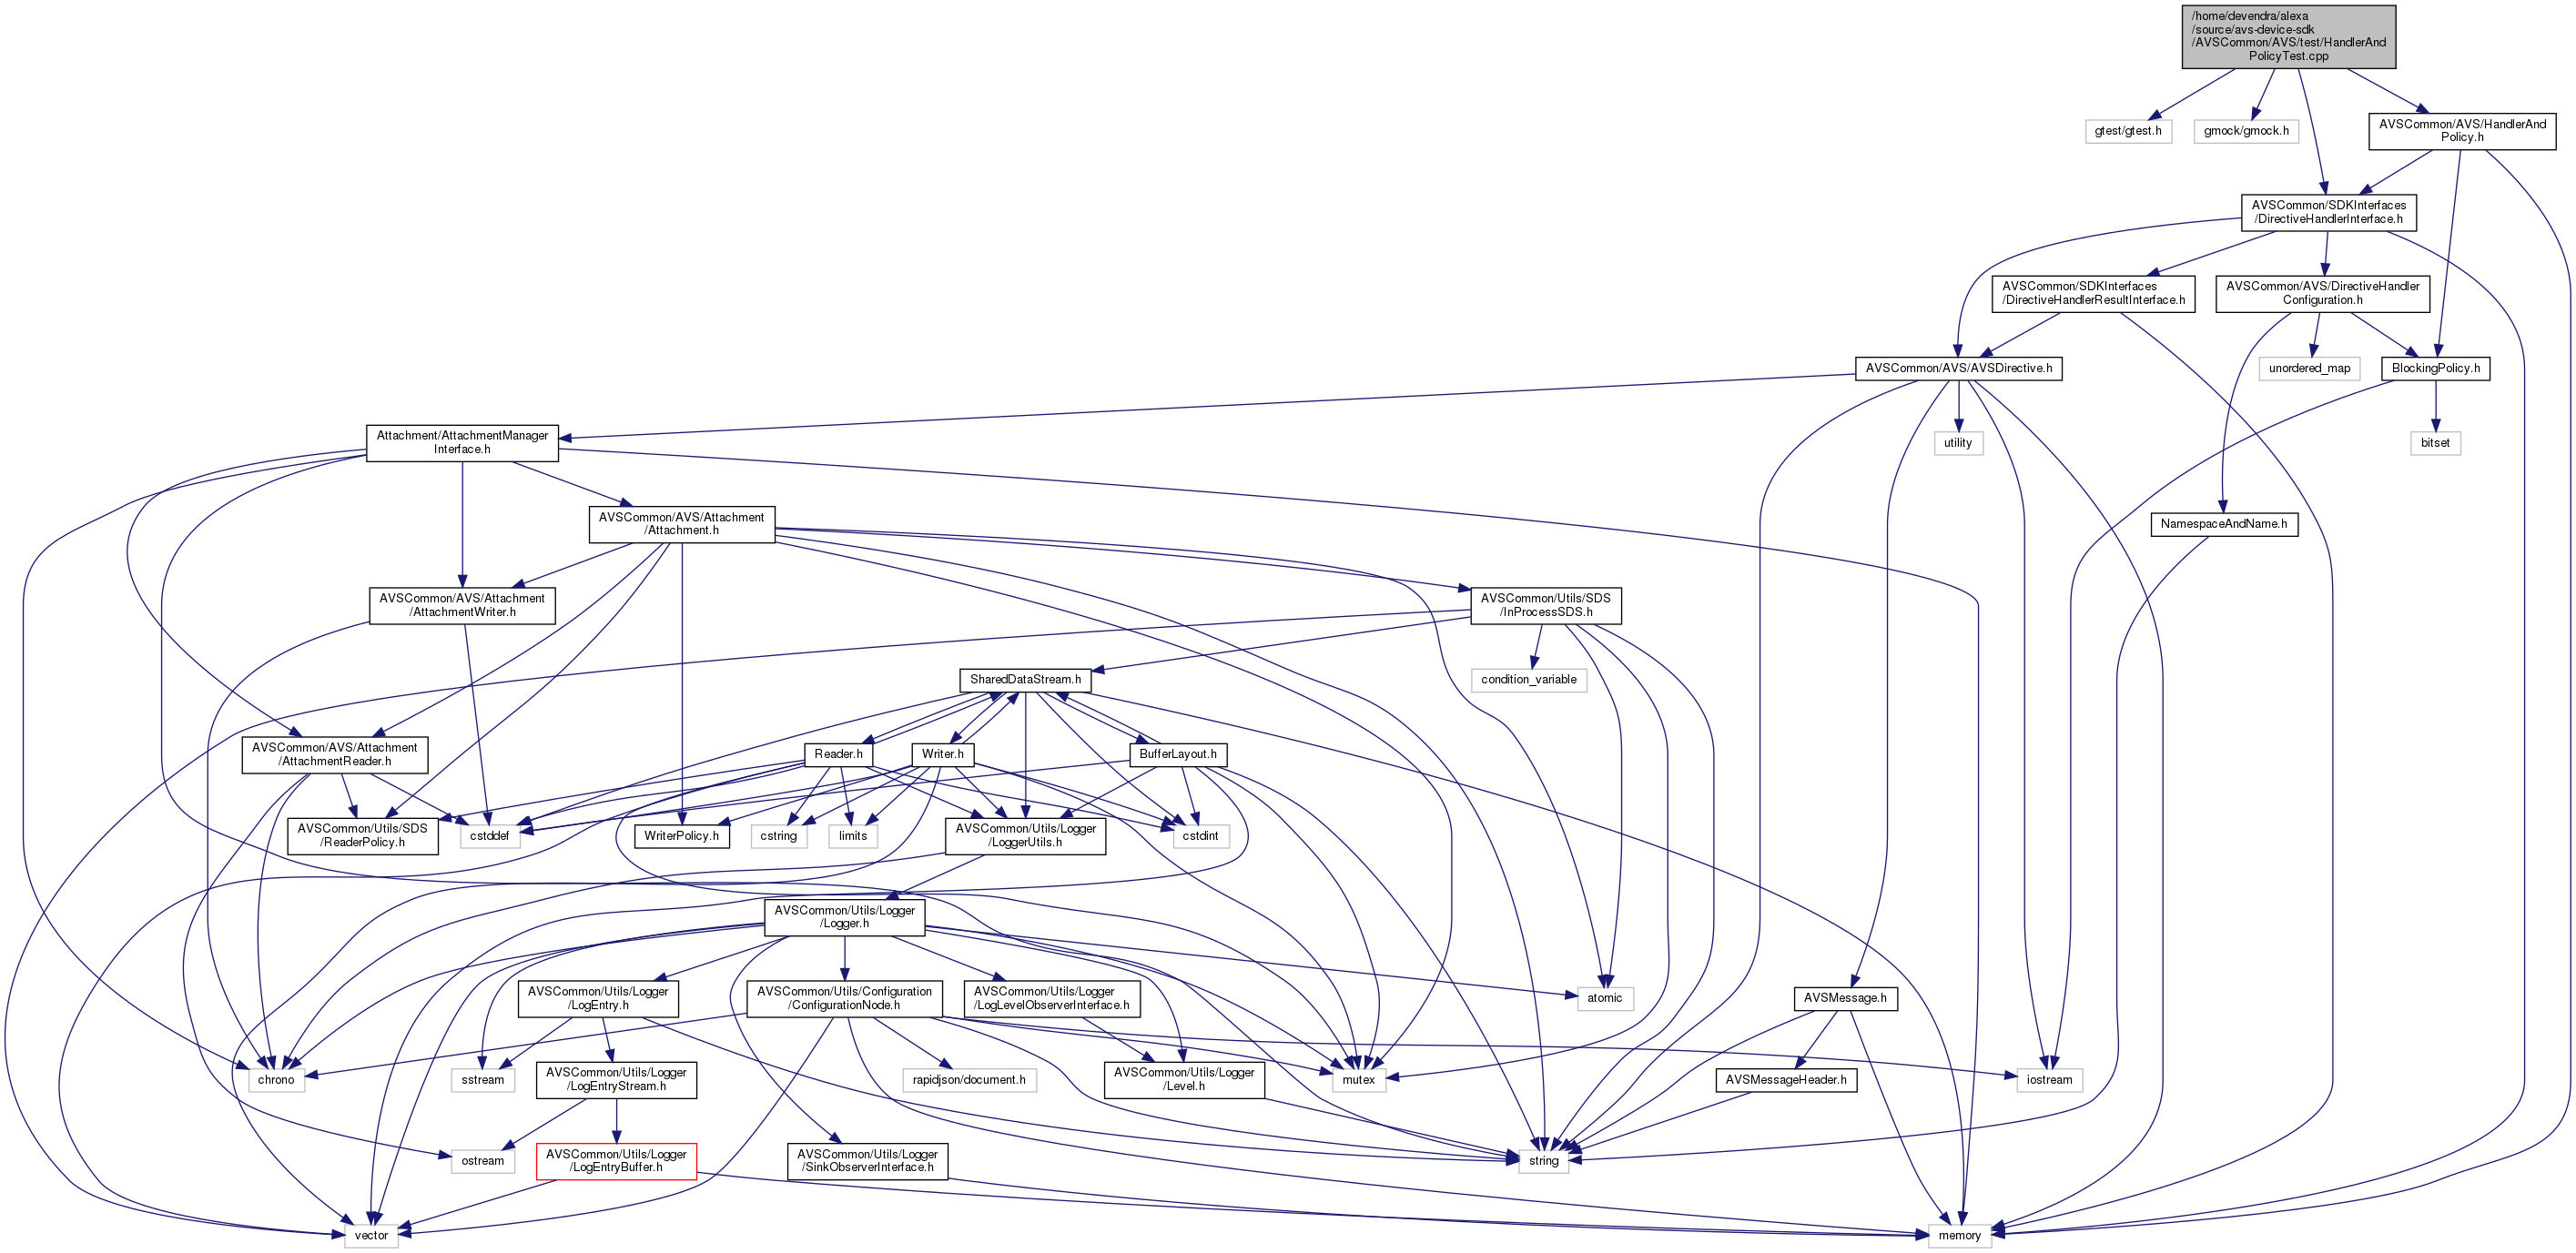 /home/devendra/alexa
/source/avs-device-sdk
/AVSCommon/AVS/test/HandlerAnd
PolicyTest.cpp
gtest/gtest.h
gmock/gmock.h
AVSCommon/AVS/HandlerAnd
Policy.h
AVSCommon/SDKInterfaces
/DirectiveHandlerInterface.h
AVSCommon/SDKInterfaces
/DirectiveHandlerResultInterface.h
AVSCommon/AVS/DirectiveHandler
Configuration.h
AVSCommon/AVS/AVSDirective.h
unordered_map
BlockingPolicy.h
Attachment/AttachmentManager
Interface.h
utility
bitset
AVSCommon/AVS/Attachment
/Attachment.h
NamespaceAndName.h
AVSCommon/AVS/Attachment
/AttachmentWriter.h
AVSCommon/Utils/SDS
/InProcessSDS.h
SharedDataStream.h
condition_variable
AVSCommon/AVS/Attachment
/AttachmentReader.h
Reader.h
Writer.h
BufferLayout.h
AVSCommon/Utils/SDS
/ReaderPolicy.h
cstddef
WriterPolicy.h
cstring
limits
AVSCommon/Utils/Logger
/LoggerUtils.h
cstdint
AVSCommon/Utils/Logger
/Logger.h
AVSCommon/Utils/Logger
/LogEntry.h
AVSCommon/Utils/Configuration
/ConfigurationNode.h
AVSCommon/Utils/Logger
/LogLevelObserverInterface.h
atomic
AVSMessage.h
chrono
sstream
AVSCommon/Utils/Logger
/LogEntryStream.h
rapidjson/document.h
AVSCommon/Utils/Logger
/Level.h
mutex
AVSMessageHeader.h
iostream
ostream
AVSCommon/Utils/Logger
/LogEntryBuffer.h
AVSCommon/Utils/Logger
/SinkObserverInterface.h
string
vector
memory